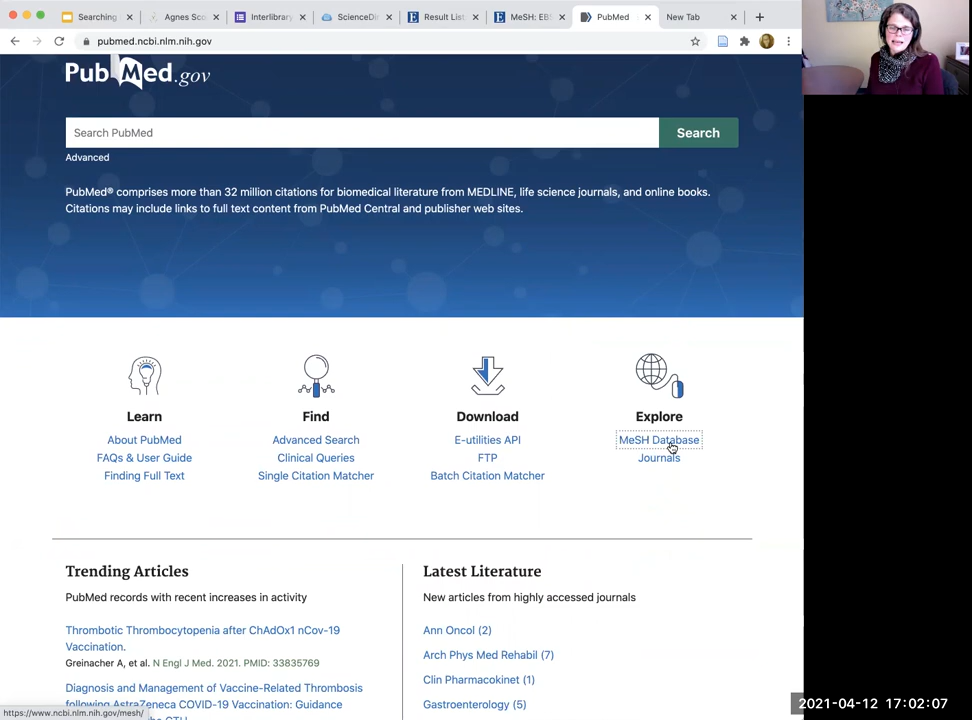 Searching
Agnes Sco
Interlibrary
ScienceDi
Result Lis
MeSH: EB
PubMed
New Tab
pubmed.ncbi.nlm.nih.gov
PubMed.gov
Search PubMed
Search
Advanced
PubMed® comprises more than 32 million citations for biomedical literature from MEDLINE, life science journals, and online books.
Citations may include links to full text content from PubMed Central and publisher web sites.
Learn
About PubMed
FAQs & User Guide
Finding Full Text
Find
Advanced Search
Clinical Queries
Single Citation Matcher
Download
E-utilities API
FTP
Batch Citation Matcher
Explore
MeSH Database
Journals
Trending Articles
PubMed records with recent increases in activity
Thrombotic Thrombocytopenia after ChAdOx1 nCov-19
Vaccination.
Greinacher A, et al. N Engl J Med. 2021. PMID: 33835769
Diagnosis and Management of Vaccine-Related Thrombosis
following AstraZeneca COVID-19 Vaccination: Guidance
Latest Literature
New articles from highly accessed journals
Ann Oncol (2)
Arch Phys Med Rehabil (7)
Clin Pharmacokinet (1)
Gastroenterology (5)
https://www.ncbi.nlm.nih.gov/mesh/
2021-04-12 17:02:07